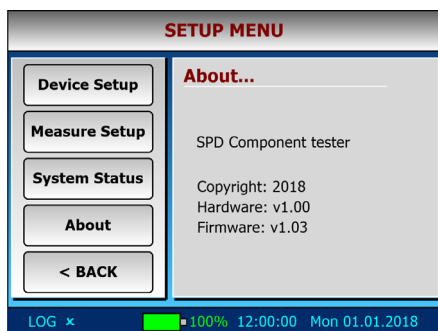 SETUP MENU
Device Setup
Measure Setup
System Status
About
< BACK
About...
SPD Component tester
Copyright: 2018
Hardware: v1.00
Firmware: v1.03
LOG × 100% 12:00:00 Mon 01.01.2018